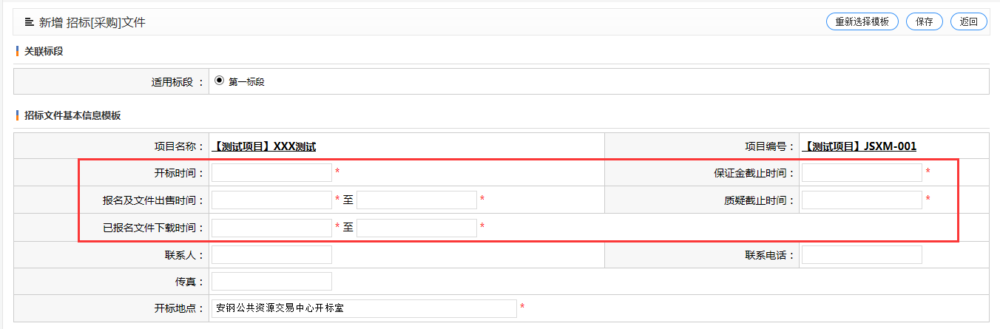 新增 招标[采购]文件 重新选择模板 保存 返回
关联标段
适用标段 ： 第一标段
招标文件基本信息模板
项目名称： 【测试项目】XXX测试 项目编号： 【测试项目】JSXM-001
开标时间： * 保证金截止时间： *
报名及文件出售时间： * 至 * 质疑截止时间： *
已报名文件下载时间： * 至 *
联系人： 联系电话：
传真：
开标地点： 安钢公共资源交易中心开标室 *